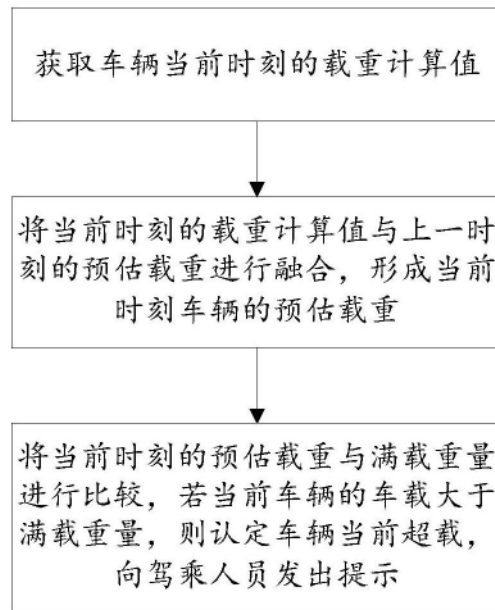 获取车辆当前时刻的载重计算值
将当前时刻的载重计算值与上一时
刻的预估载重进行融合，形成当前
时刻车辆的预估载重
将当前时刻的预估载重与满载重量
进行比较，若当前车辆的车载大于
满载重量，则认定车辆当前超载，
向驾乘人员发出提示